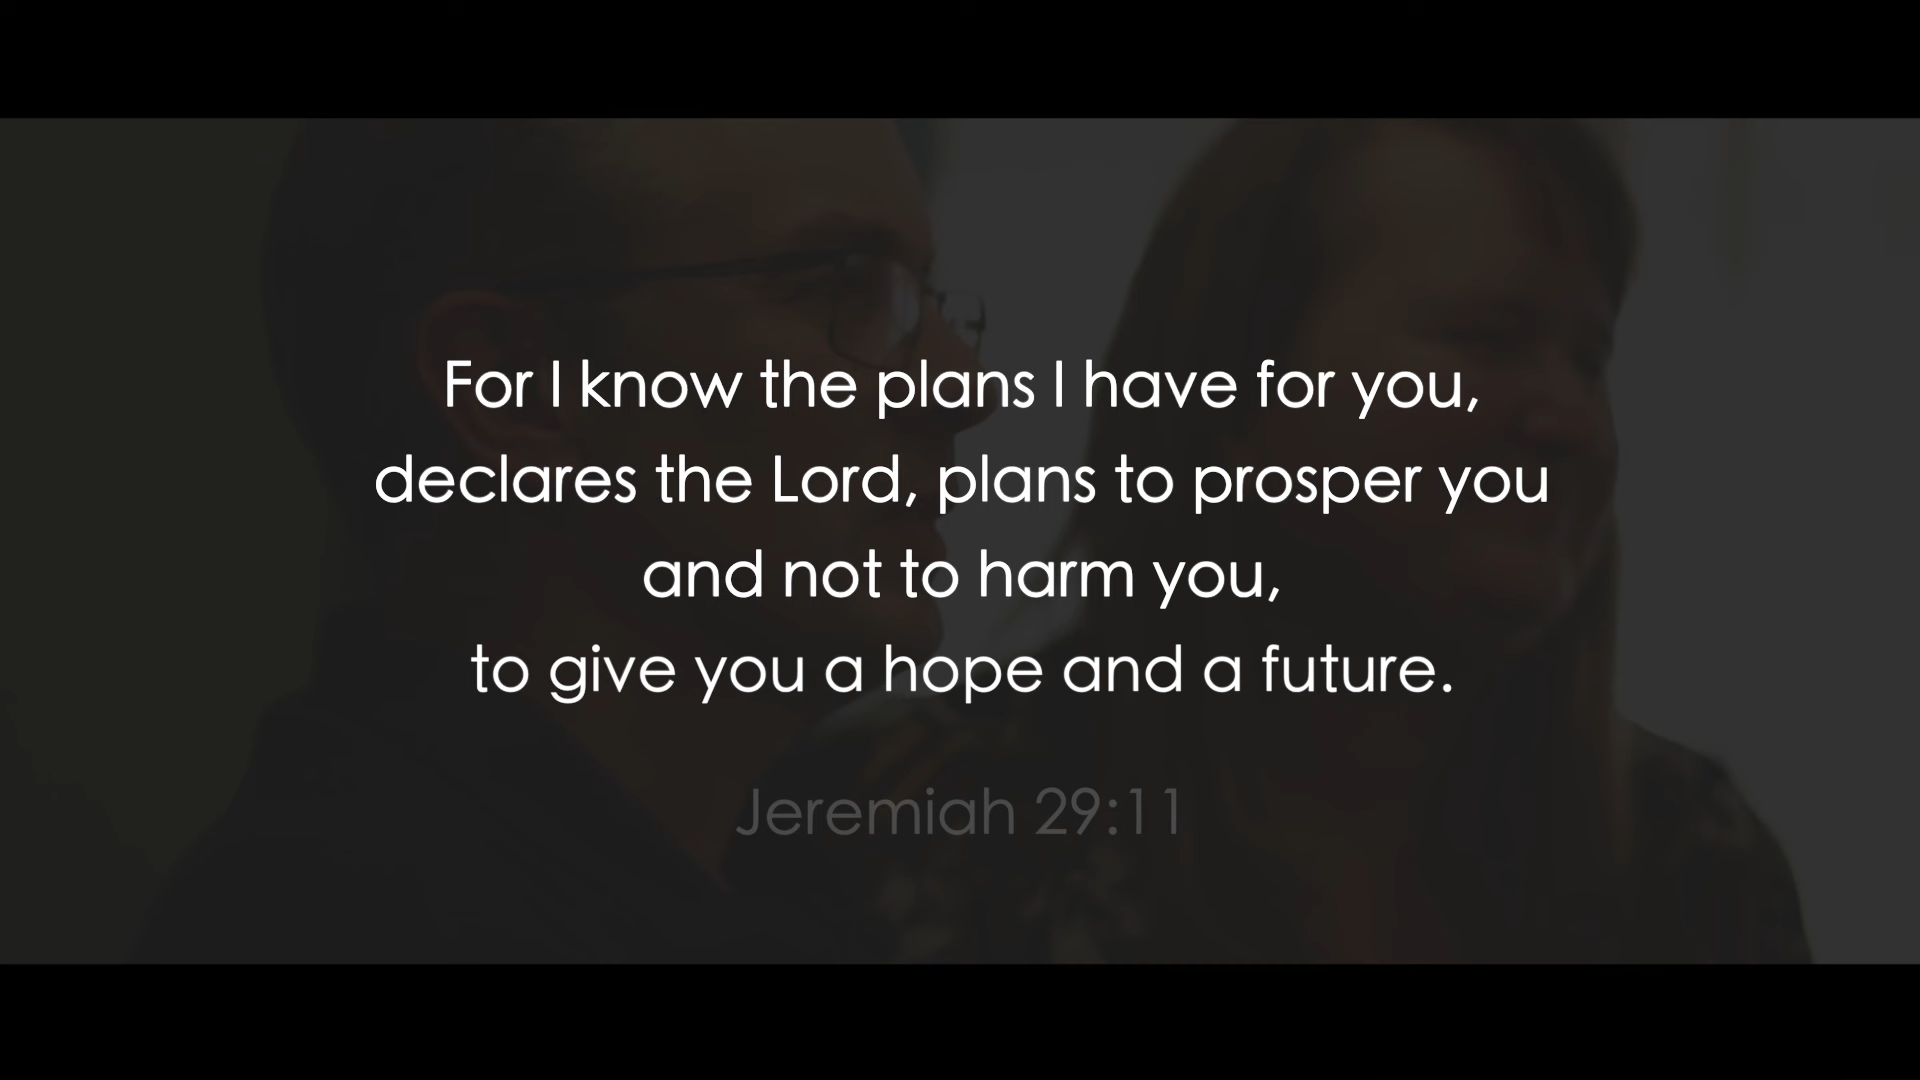 For I know the plans I have for you,
declares the Lord, plans to prosper you
and not to harm you,
to give you a hope and a future.
Jeremiah 29:11